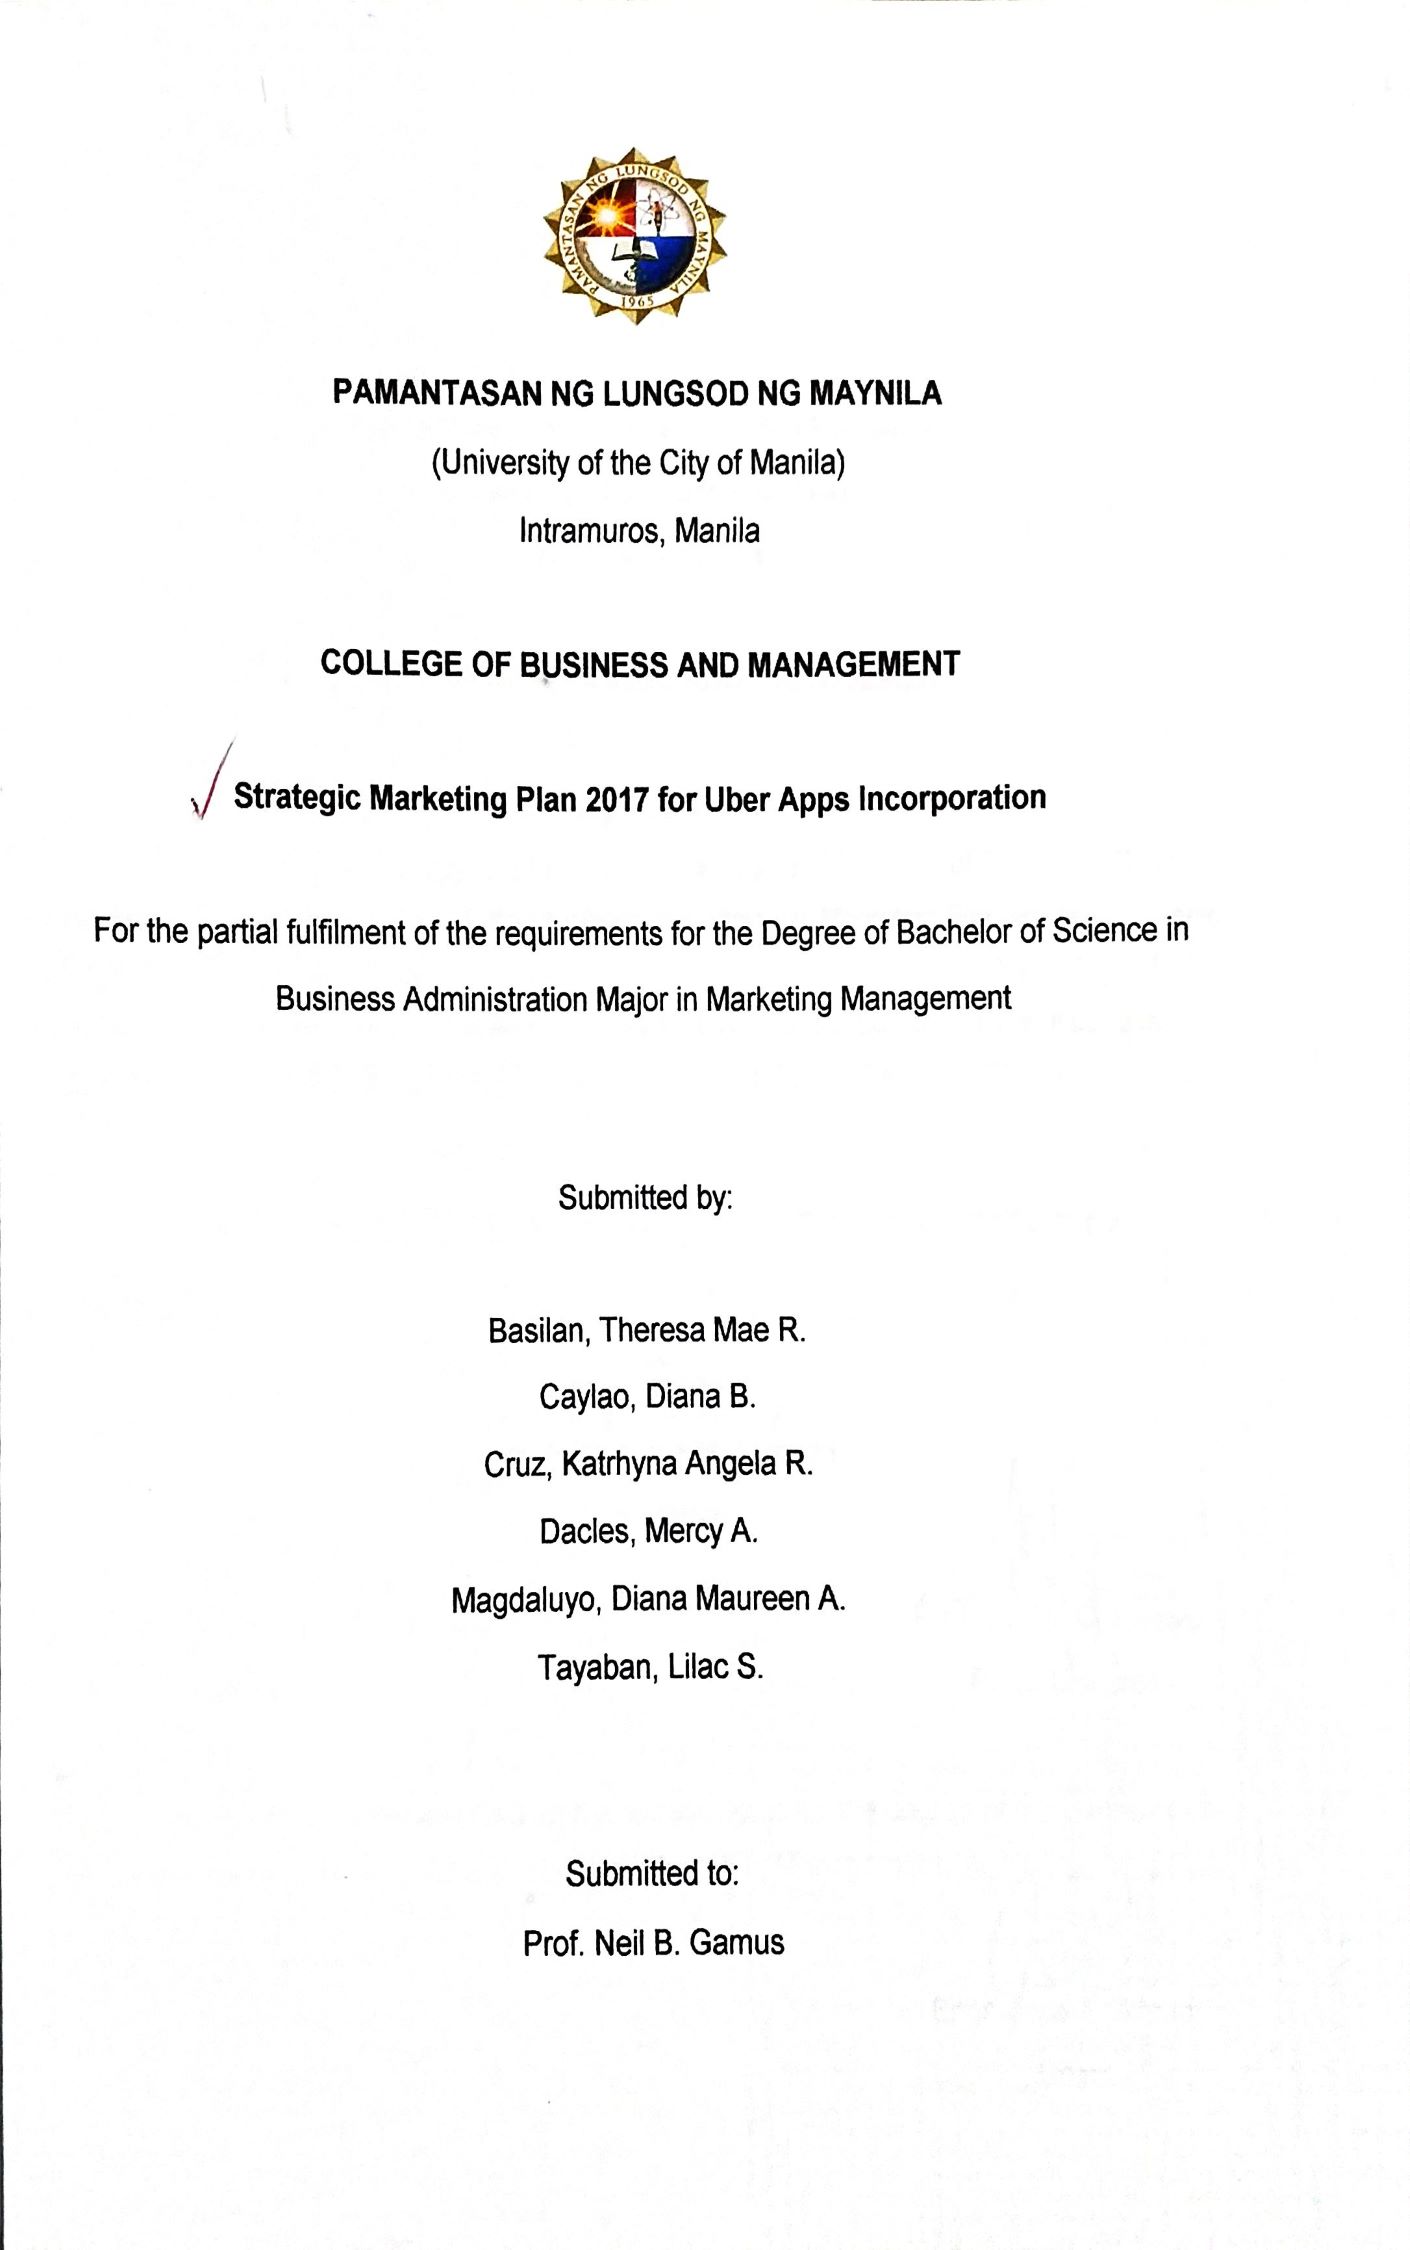 PAMANTASAN NG LUNGSOD NG MAYNILA
1965
PAMANTASAN NG LUNGSOD NG MAYNILA
(University of the City of Manila)
Intramuros, Manila
COLLEGE OF BUSINESS AND MANAGEMENT
Strategic Marketing Plan 2017 for Uber Apps Incorporation
For the partial fulfilment of the requirements for the Degree of Bachelor of Science in
Business Administration Major in Marketing Management
Submitted by:
Basilan, Theresa Mae R.
Caylao, Diana B.
Cruz, Katrhyna Angela R.
Dacles, Mercy A.
Magdaluyo, Diana Maureen A.
Tayaban, Lilac S.
Submitted to:
Prof. Neil B. Gamus